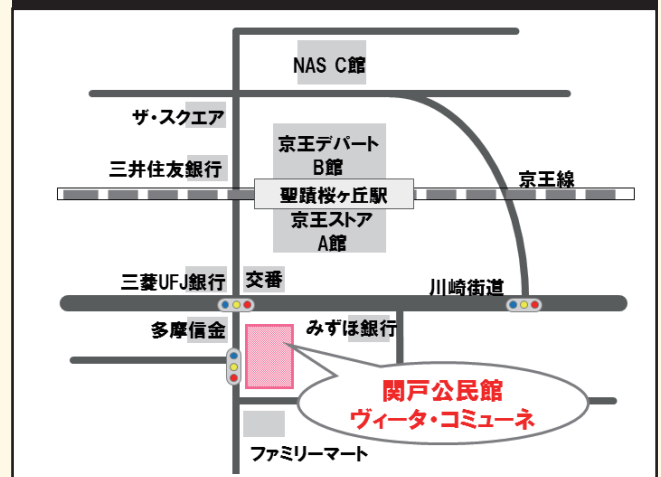 NAS C館
ザ・スクエア
京王デパート
B館
三井住友銀行
京王線
聖蹟桜ヶ丘駅
京王ストア
A館
三菱UFJ銀行
交番
川崎街道
多摩信金
みずほ銀行
関戸公民館
ヴィータ・コミューネ
ファミリーマート